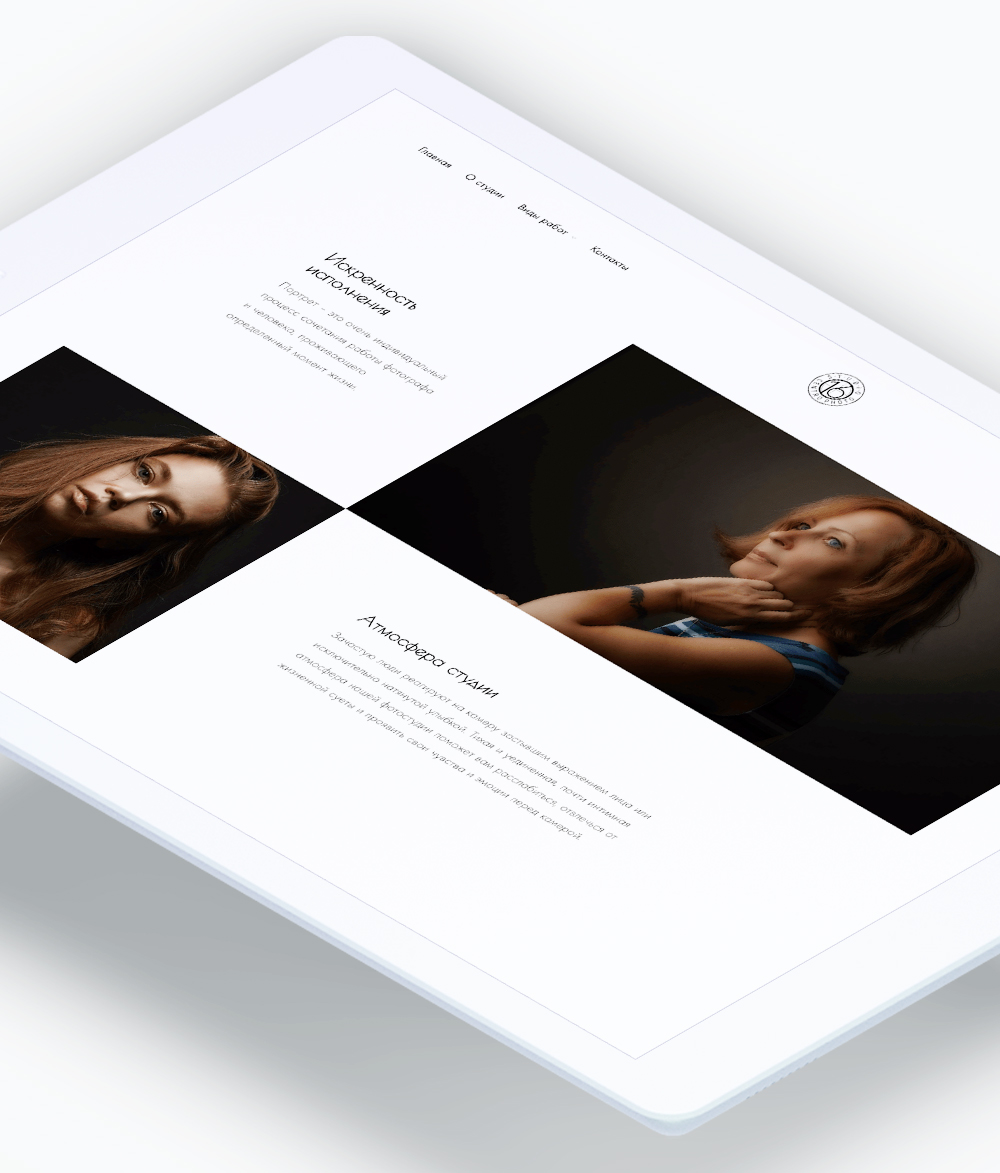 Главная
О студии
Виды работ
Контакты
Искренность
исполнения
Портрет - это очень индивидуальный
процесс сочетания работы фотографа
и человека, проживающего
определенный момент жизни.
16
Атмосфера студии
Зачастую люди реагируют на камеру застывшим выражением лица или
исключительно натянутой улыбкой. Тихая и уединенная, почти интимная
атмосфера нашей фотостудии поможет вам расслабиться, отвлечься от
жизненной суеты и проявить свои чувства и эмоции перед камерой.